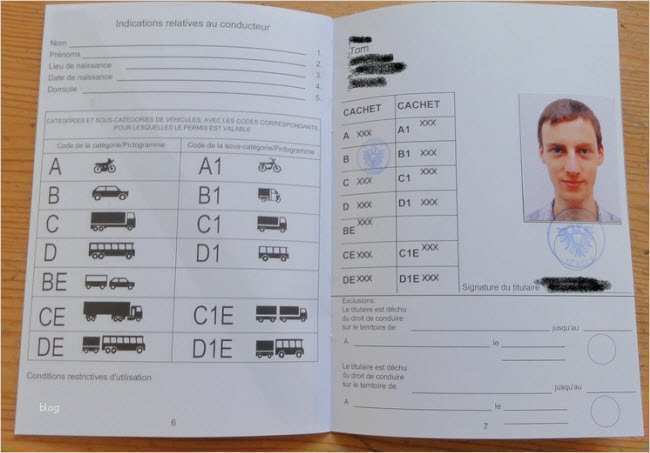 Indications relatives au conducteur
Nom 1.
Prénoms 2.
Lieu de naissance 3.
Date de naissance 4.
Domicile 5.
CATÉGORIES ET SOUS-CATÉGORIES DE VÉHICULES, AVEC LES CODES CORRESPONDANTS,
POUR LESQUELLES LE PERMIS EST VALABLE
Code de la catégorie/Pictogramme Code de la sous-catégorie/Pictogramme
A A1
B B1
C C1
D D1
BE
CE C1E
DE D1E
Conditions restrictives d'utilisation
blog
6
Tom
CACHET CACHET
A XXX A1 XXX
B B1 XXX
C XXX C1 XXX
D XXX D1 XXX
BE XXX
CE XXX C1E XXX
DE XXX D1E XXX
Signature du titulaire
Exclusions:
Le titulaire est déchu
du droit de conduire
sur le territoire de jusqu'au
A le
Le titulaire est déchu
du droit de conduire
sur le territoire de jusqu'au
A le
7